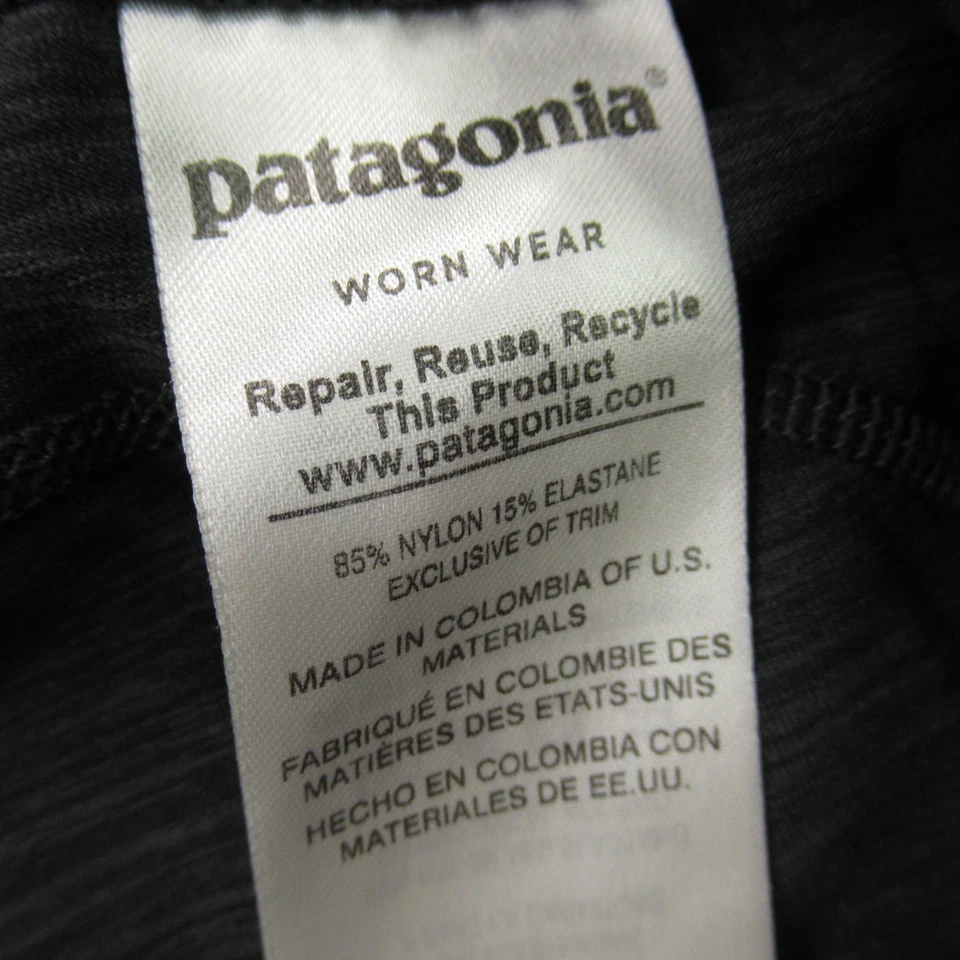 patagonia®
WORN WEAR
Repair, Reuse, Recycle
This Product
www.patagonia.com
85% NYLON 15% ELASTANE
EXCLUSIVE OF TRIM
MADE IN COLOMBIA OF U.S.
MATERIALS
FABRIQUÉ EN COLOMBIE DES
MATIÈRES DES ETATS-UNIS
HECHO EN COLOMBIA CON
MATERIALES DE EE.UU.